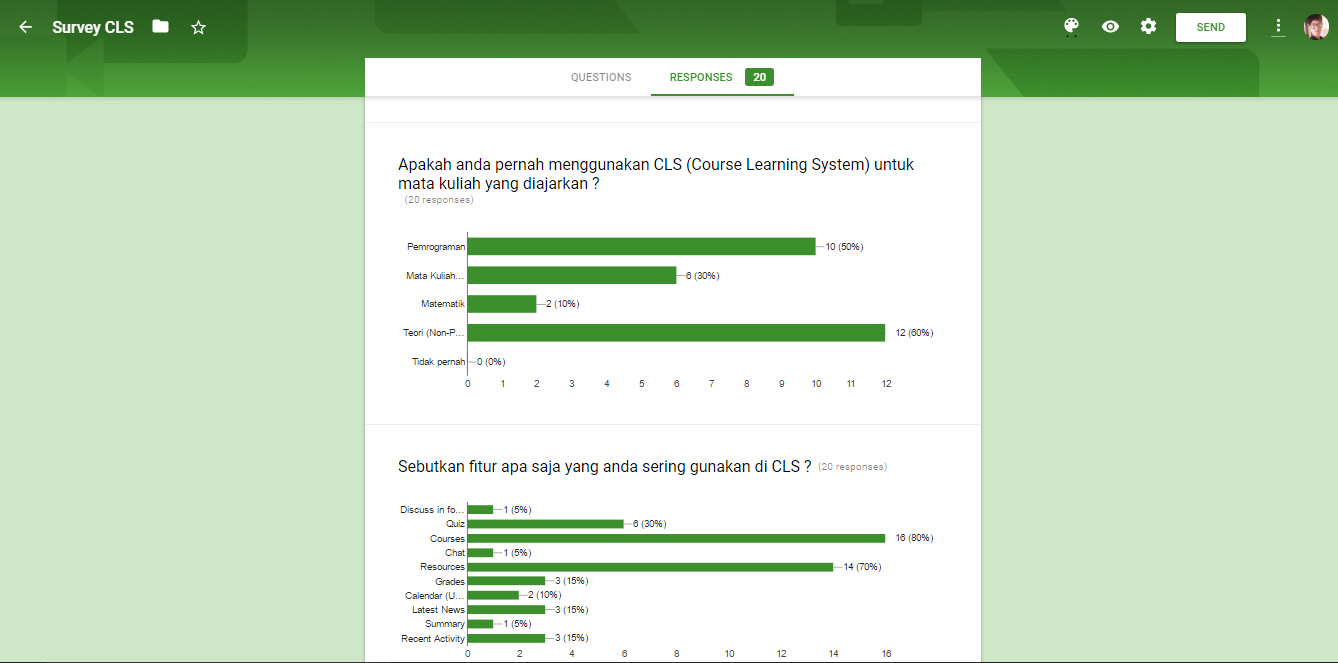 Survey CLS
SEND
QUESTIONS RESPONSES 20
Apakah anda pernah menggunakan CLS (Course Learning System) untuk
mata kuliah yang diajarkan ?
(20 responses)
Pemrograman 10 (50%)
Mata Kuliah... 6 (30%)
Matematik 2 (10%)
Teori (Non-P... 12 (60%)
Tidak pernah 0 (0%)
0 1 2 3 4 5 6 7 8 9 10 11 12
Sebutkan fitur apa saja yang anda sering gunakan di CLS ? (20 responses)
Discuss in fo... 1 (5%)
Quiz 6 (30%)
Courses 16 (80%)
Chat 1 (5%)
Resources 14 (70%)
Grades 3 (15%)
Calendar (U... 2 (10%)
Latest News 3 (15%)
Summary 1 (5%)
Recent Activity 3 (15%)
0 2 4 6 8 10 12 14 16